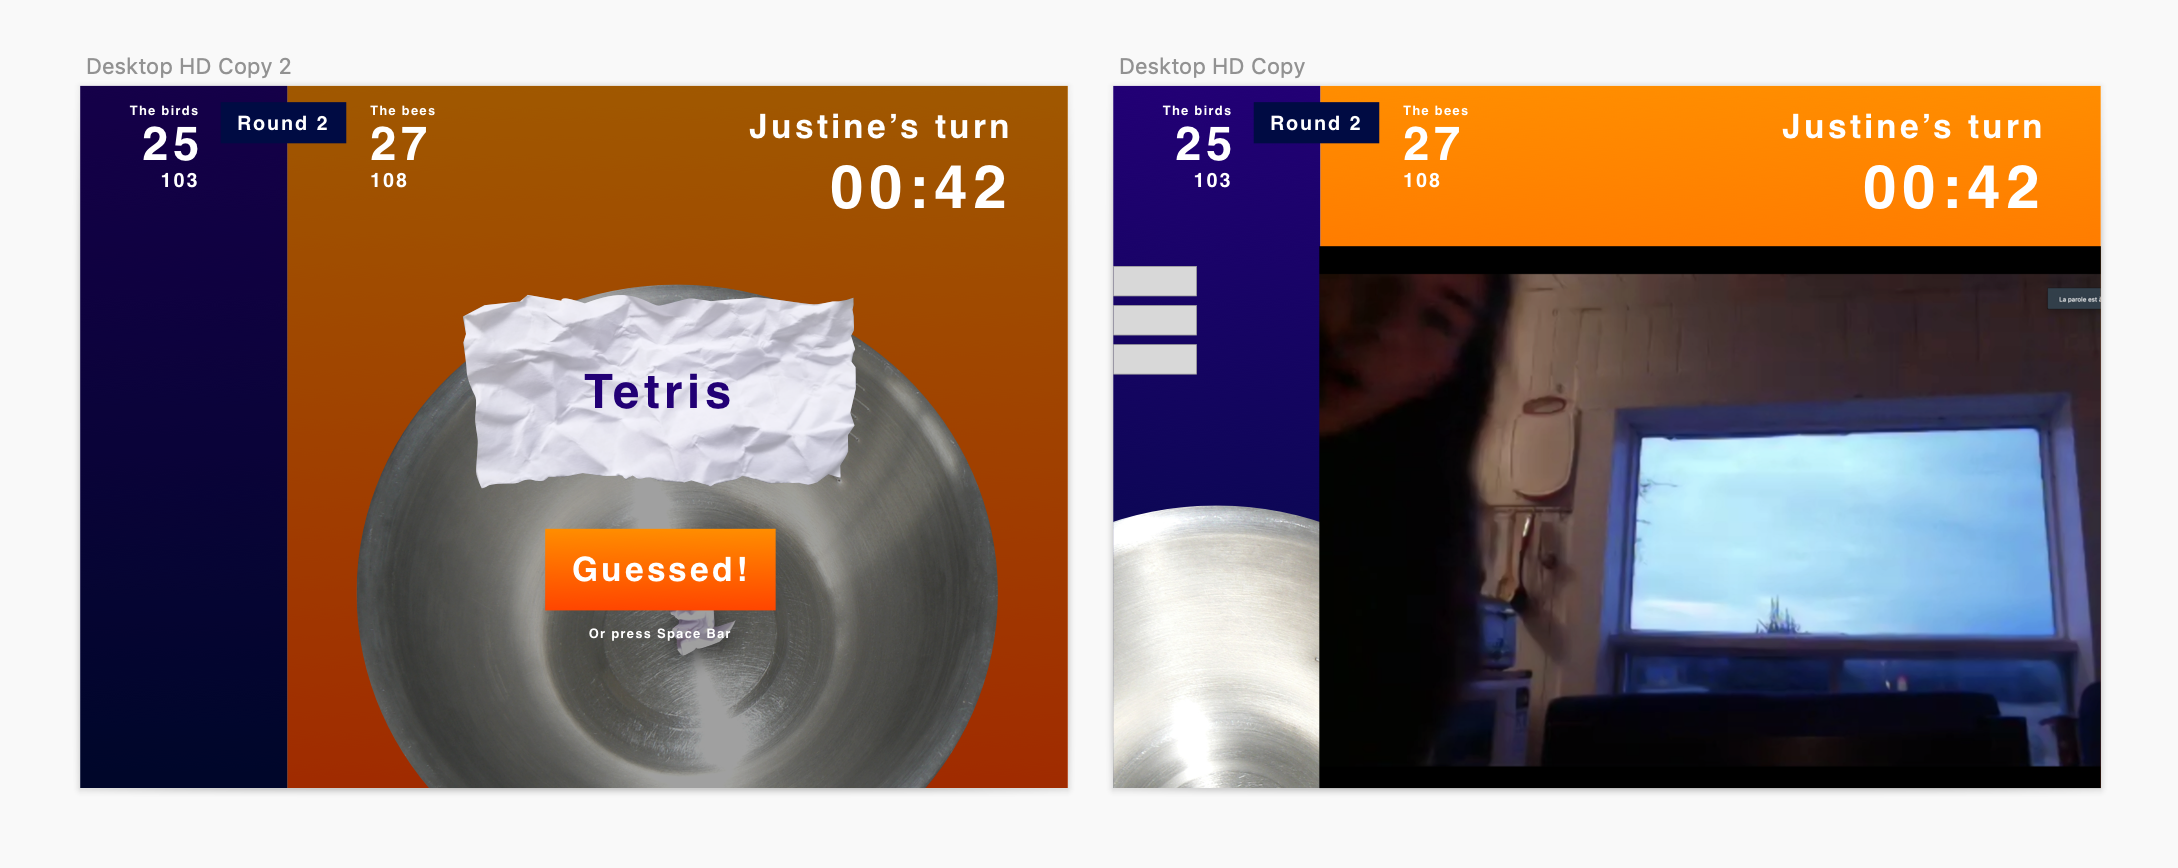 Desktop HD Copy 2
The birds
25
103
Round 2
The bees
27
108
Justine’s turn
00:42
Tetris
Guessed!
Or press Space Bar
Desktop HD Copy
The birds
25
103
Round 2
The bees
27
108
Justine’s turn
00:42
La parole est à